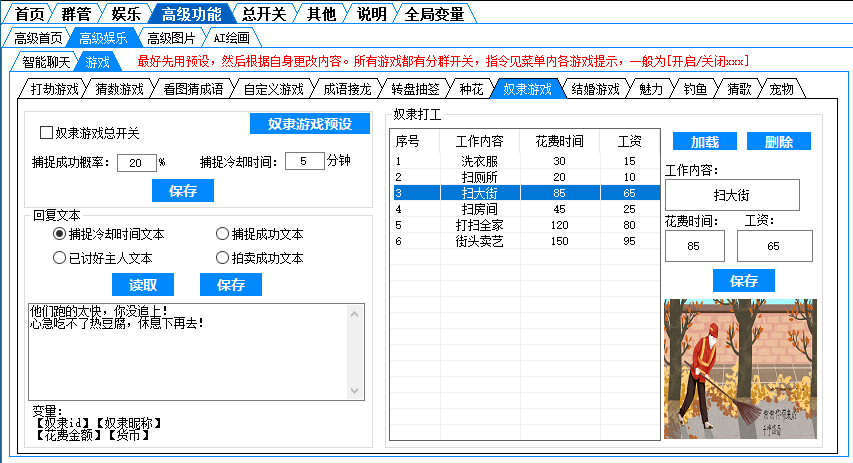 首页 群管 娱乐 高级功能 总开关 其他 说明 全局变量
高级首页 高级娱乐 高级图片 AI绘画
智能聊天 游戏 最好先用预设，然后根据自身更改内容。所有游戏都有分群开关，指令见菜单内各游戏提示，一般为[开启/关闭xxx]
打劫游戏 猜数游戏 看图猜成语 自定义游戏 成语接龙 转盘抽签 种花 奴隶游戏 结婚游戏 魅力 钓鱼 猜歌 宠物
奴隶游戏总开关
奴隶游戏预设
捕捉成功概率： 20 % 捕捉冷却时间： 5 分钟
保存
回复文本
捕捉冷却时间文本 捕捉成功文本
已讨好主人文本 拍卖成功文本
读取 保存
他们跑的太快，你没追上！
心急吃不了热豆腐，休息下再去！
变量：
【奴隶id】【奴隶昵称】
【花费金额】【货币】
奴隶打工
序号 工作内容 花费时间 工资
1 洗衣服 30 15
2 扫厕所 20 10
3 扫大街 85 65
4 扫房间 45 25
5 打扫全家 120 80
6 街头卖艺 150 95
加载 删除
工作内容：
扫大街
花费时间： 工资：
85 65
保存